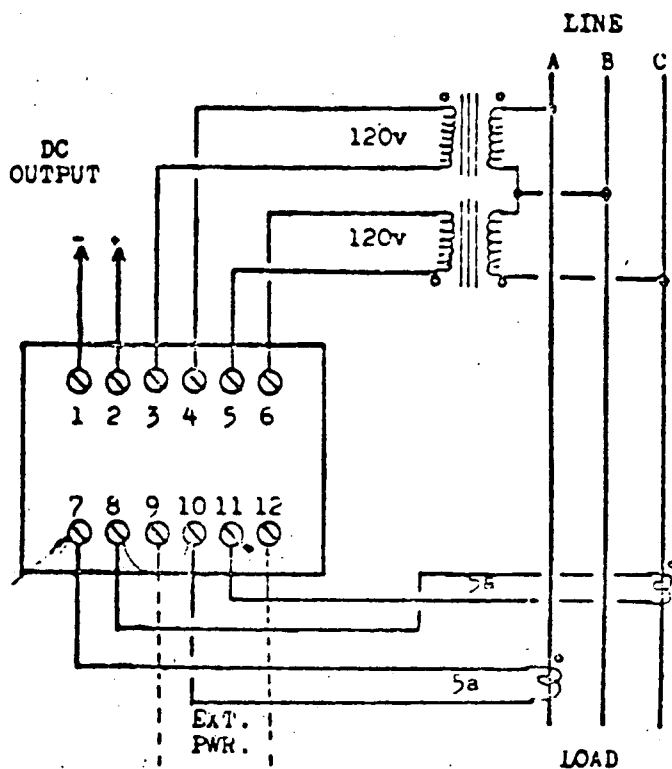 LINE
A B C
120v
DC
OUTPUT
120v
- +
1 2 3 4 5 6
7 8 9 10 11 12
5a
5a
EXT.
PWR.
LOAD